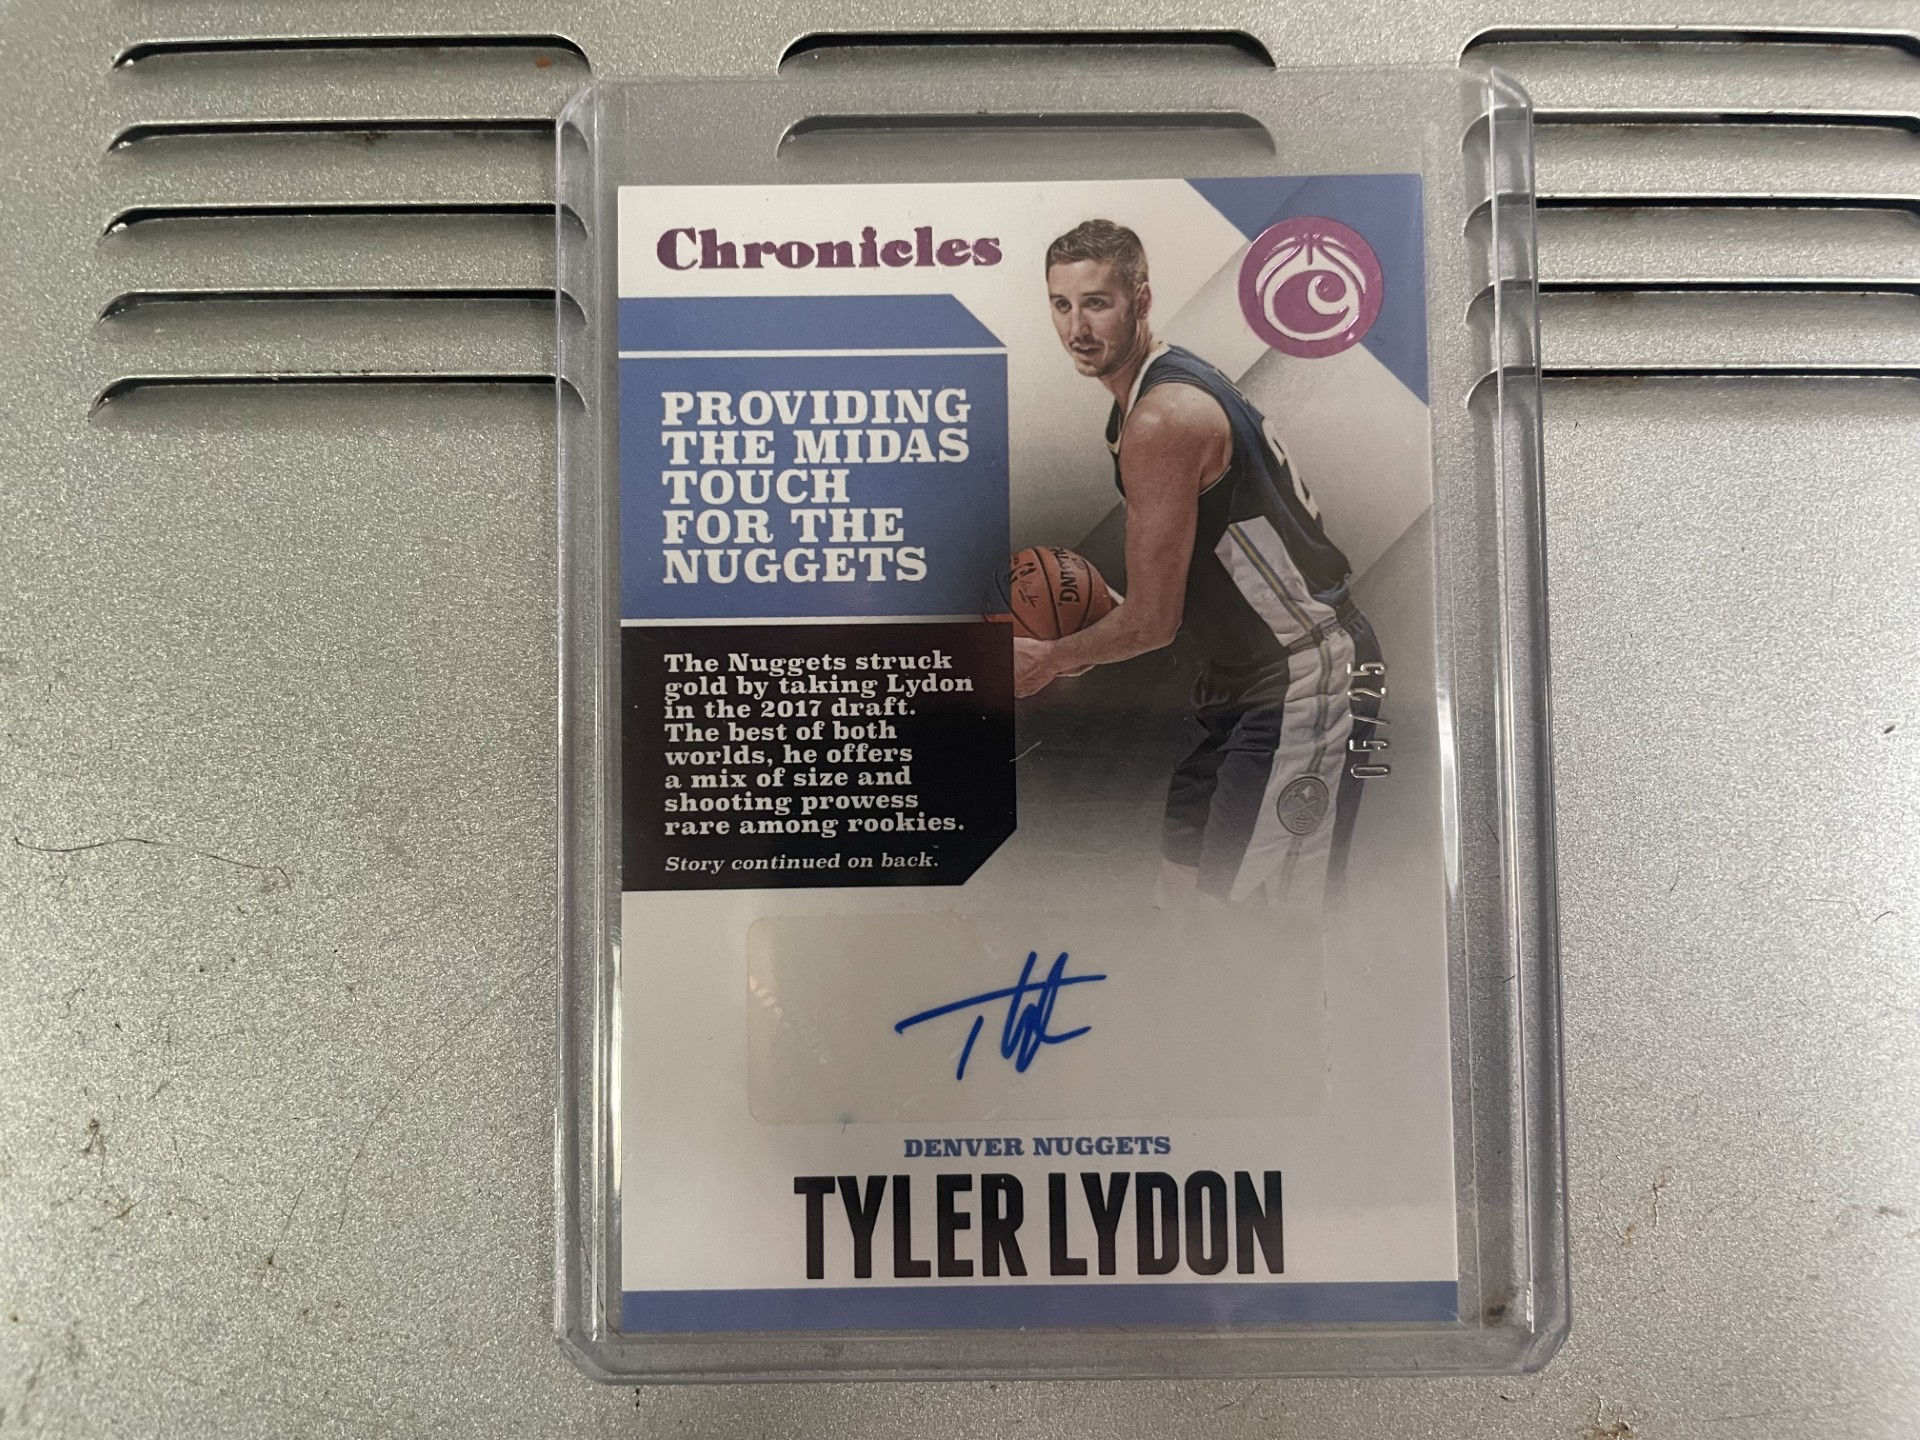 Chronicles
PROVIDING
THE MIDAS
TOUCH
FOR THE
NUGGETS
The Nuggets struck
gold by taking Lydon
in the 2017 draft.
The best of both
worlds, he offers
a mix of size and
shooting prowess
rare among rookies.
Story continued on back.
SPALDING
05/25
DENVER NUGGETS
TYLER LYDON